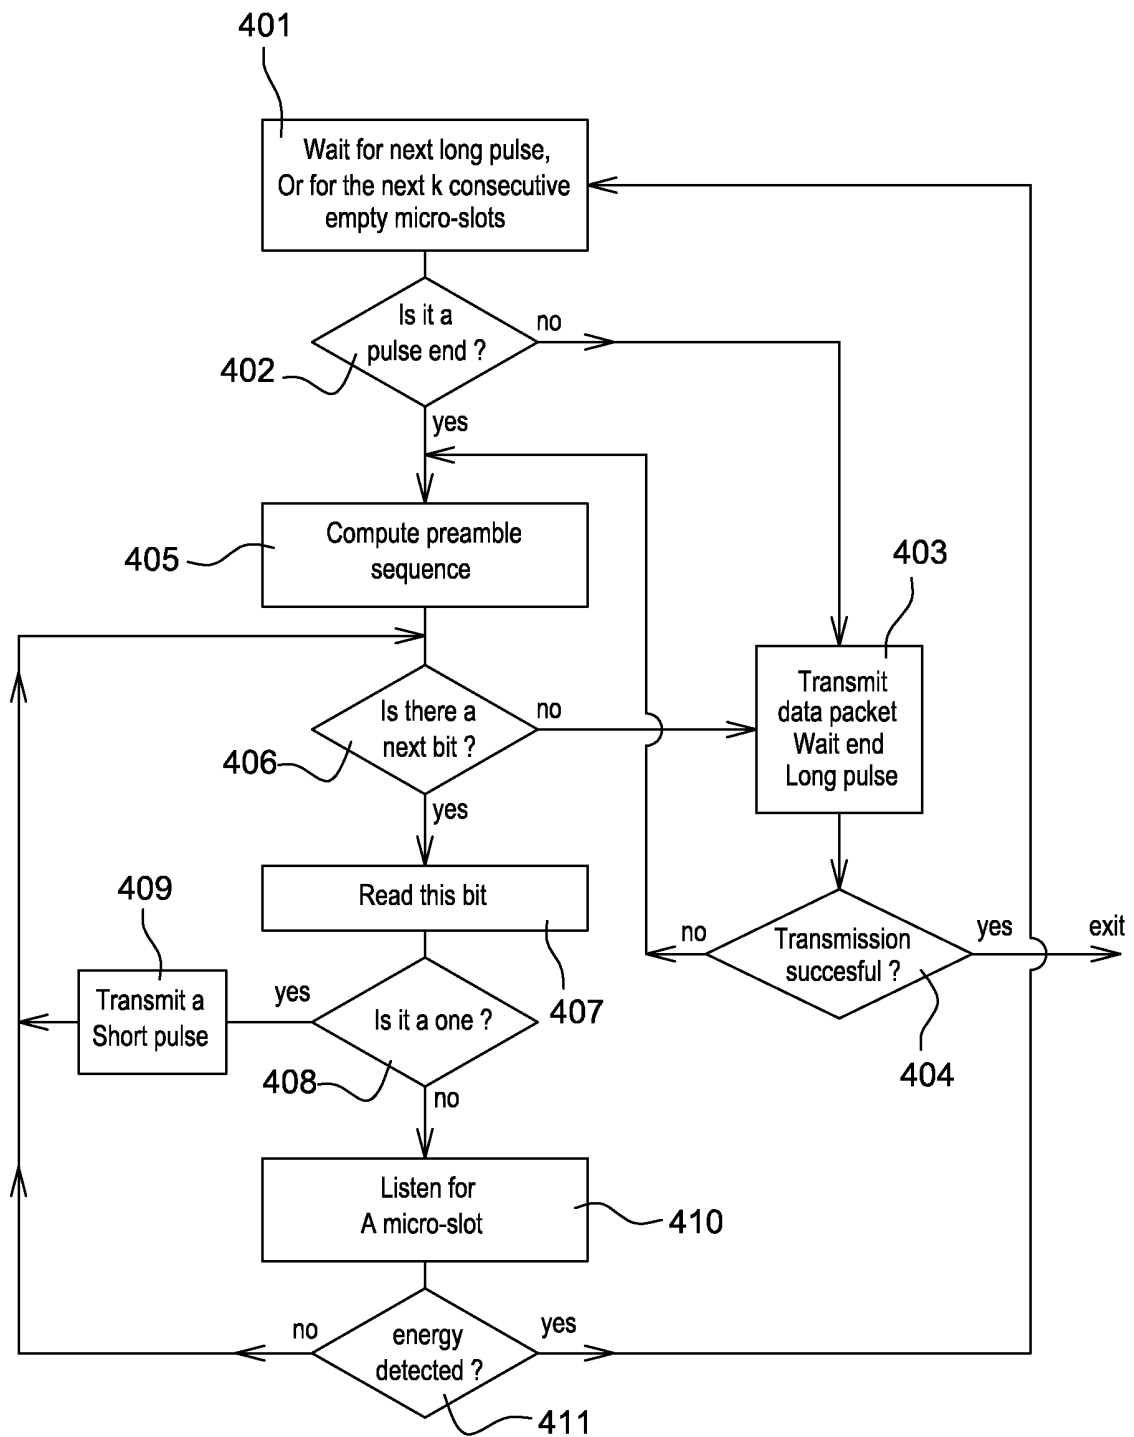 401
Wait for next long pulse,
Or for the next k consecutive
empty micro-slots
Is it a
pulse end ?
no
402
yes
Compute preamble
sequence
405
403
Transmit
data packet
Wait end
Long pulse
Is there a
next bit ?
no
406
yes
Read this bit
407
409
Transmit a
Short pulse
yes
Is it a one ?
408
no
no
Transmission
succesful ?
yes
exit
404
Listen for
A micro-slot
410
no
energy
detected ?
yes
411